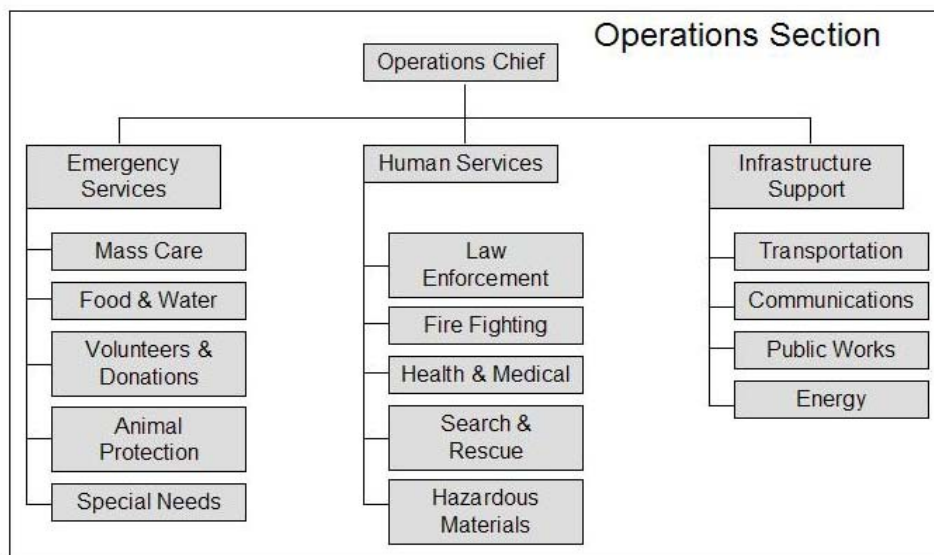 Operations Section
Operations Chief
Emergency
Services
Mass Care
Food & Water
Volunteers &
Donations
Animal
Protection
Special Needs
Human Services
Law
Enforcement
Fire Fighting
Health & Medical
Search &
Rescue
Hazardous
Materials
Infrastructure
Support
Transportation
Communications
Public Works
Energy